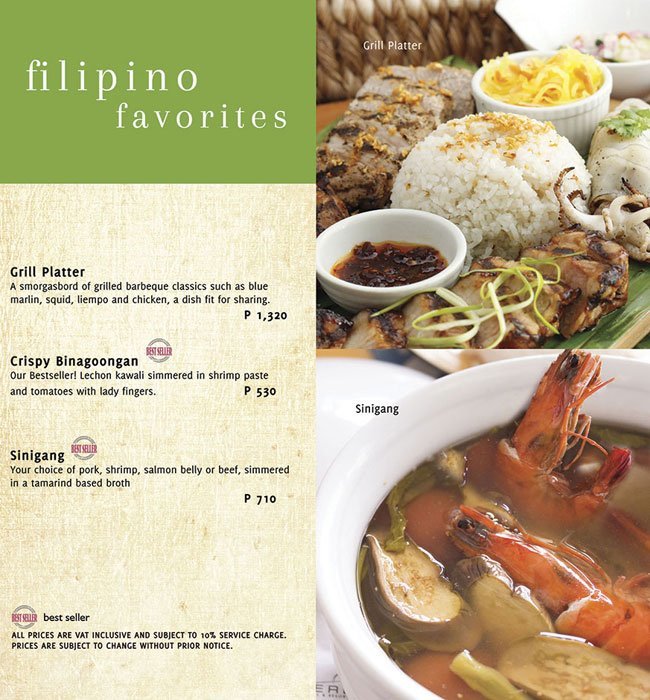 filipino
favorites
Grill Platter
Grill Platter
A smorgasbord of grilled barbeque classics such as blue
marlin, squid, liempo and chicken, a dish fit for sharing.
P 1,320
BEST SELLER
Crispy Binagoongan
Our Bestseller! Lechon kawali simmered in shrimp paste
and tomatoes with lady fingers. P 530
Sinigang
BEST SELLER
Sinigang
Your choice of pork, shrimp, salmon belly or beef, simmered
in a tamarind based broth
P 710
BEST SELLER best seller
ALL PRICES ARE VAT INCLUSIVE AND SUBJECT TO 10% SERVICE CHARGE.
PRICES ARE SUBJECT TO CHANGE WITHOUT PRIOR NOTICE.